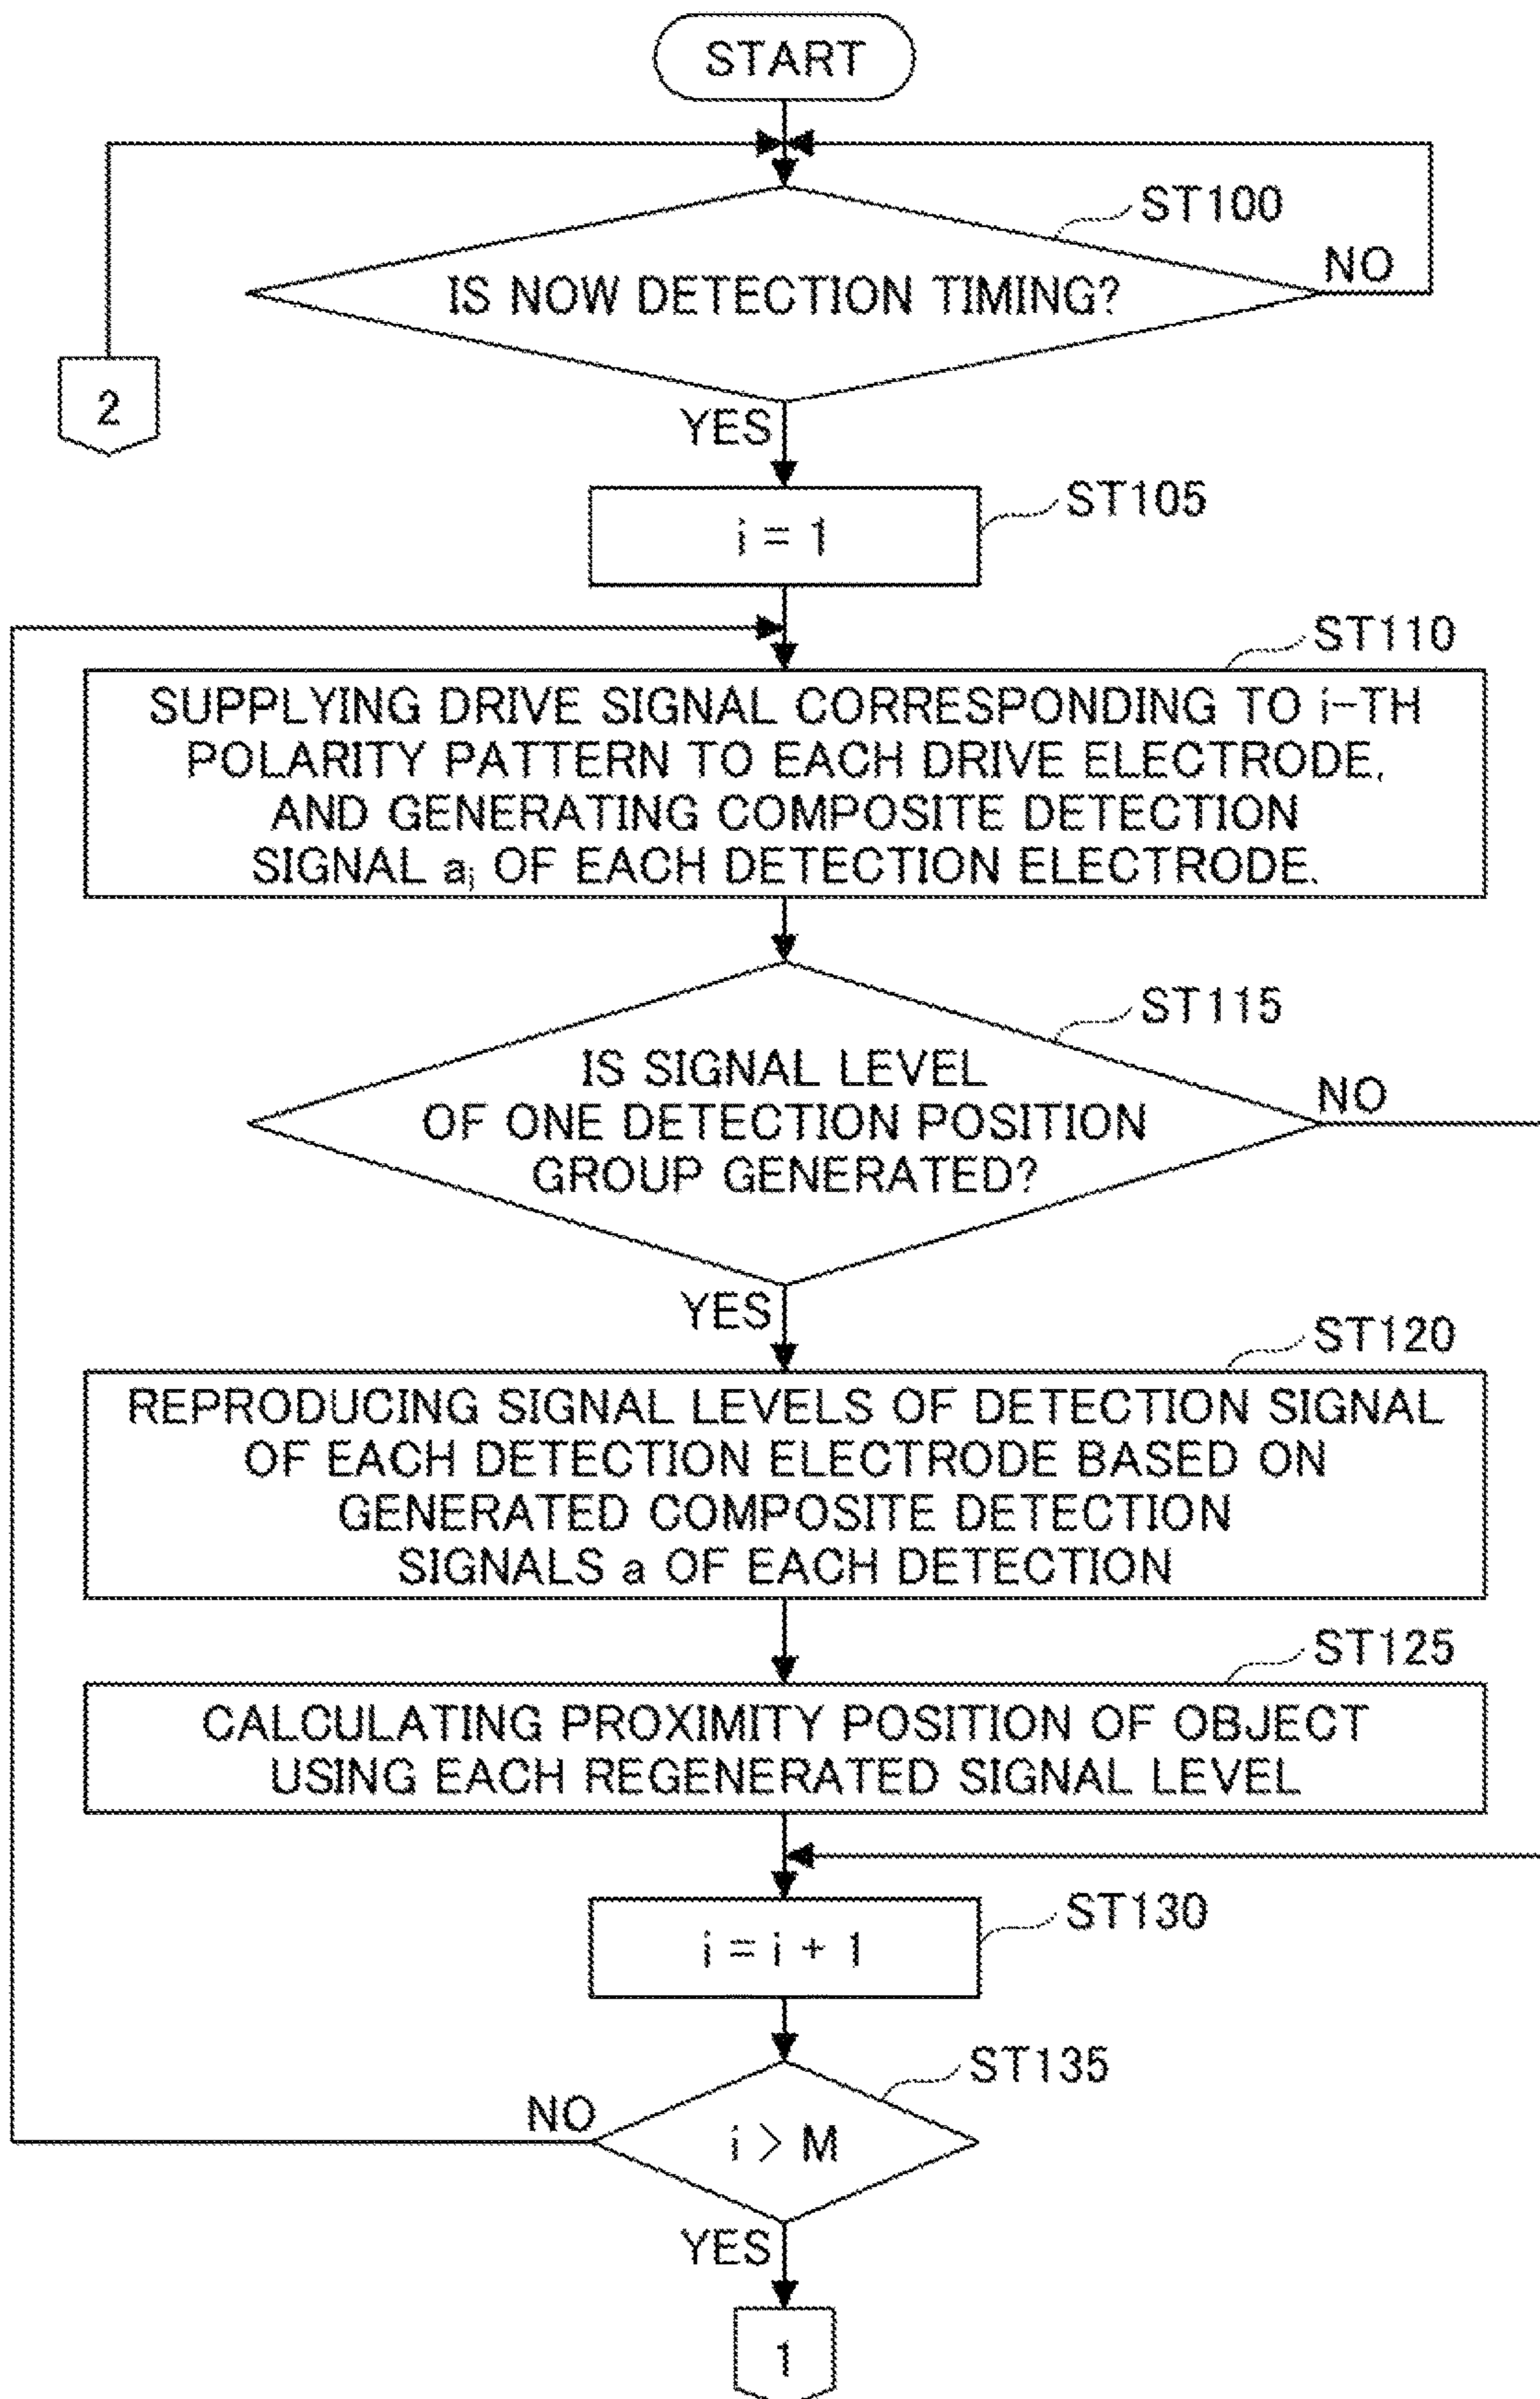 START
ST100
IS NOW DETECTION TIMING?
NO
2
YES
ST105
i = 1
ST110
SUPPLYING DRIVE SIGNAL CORRESPONDING TO i-TH
POLARITY PATTERN TO EACH DRIVE ELECTRODE,
AND GENERATING COMPOSITE DETECTION
SIGNAL aᵢ OF EACH DETECTION ELECTRODE.
ST115
IS SIGNAL LEVEL
OF ONE DETECTION POSITION
GROUP GENERATED?
NO
YES
ST120
REPRODUCING SIGNAL LEVELS OF DETECTION SIGNAL
OF EACH DETECTION ELECTRODE BASED ON
GENERATED COMPOSITE DETECTION
SIGNALS a OF EACH DETECTION
ST125
CALCULATING PROXIMITY POSITION OF OBJECT
USING EACH REGENERATED SIGNAL LEVEL
ST130
i = i + 1
ST135
NO
i > M
YES
1